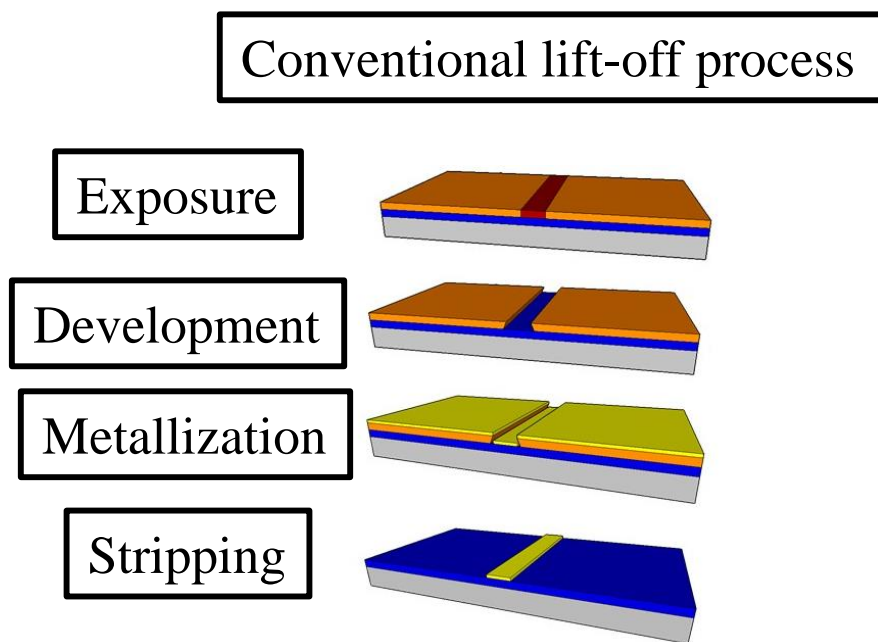 Conventional lift-off process
Exposure
Development
Metallization
Stripping